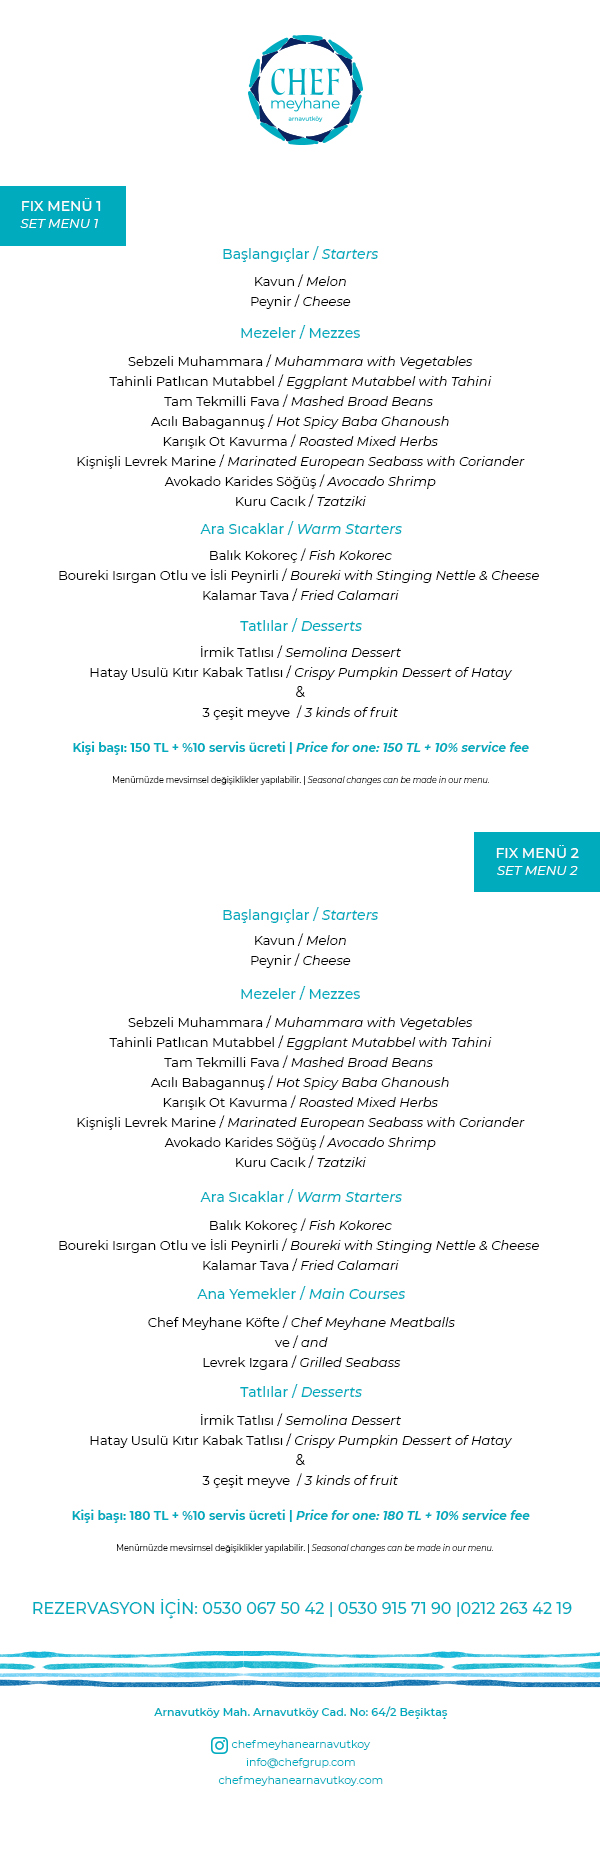 CHEF
meyhane
arnavutköy
FIX MENÜ 1
SET MENU 1
Başlangıçlar / Starters
Kavun / Melon
Peynir / Cheese
Mezeler / Mezzes
Sebzeli Muhammara / Muhammara with Vegetables
Tahinli Patlıcan Mutabbel / Eggplant Mutabbel with Tahini
Tam Tekmilli Fava / Mashed Broad Beans
Acılı Babagannuş / Hot Spicy Baba Ghanoush
Karışık Ot Kavurma / Roasted Mixed Herbs
Kişnişli Levrek Marine / Marinated European Seabass with Coriander
Avokado Karides Söğüş / Avocado Shrimp
Kuru Cacık / Tzatziki
Ara Sıcaklar / Warm Starters
Balık Kokoreç / Fish Kokorec
Boureki Isırgan Otlu ve İsli Peynirli / Boureki with Stinging Nettle & Cheese
Kalamar Tava / Fried Calamari
Tatlılar / Desserts
İrmik Tatlısı / Semolina Dessert
Hatay Usulü Kıtır Kabak Tatlısı / Crispy Pumpkin Dessert of Hatay
&
3 çeşit meyve / 3 kinds of fruit
Kişi başı: 150 TL + %10 servis ücreti | Price for one: 150 TL + 10% service fee
Menümüzde mevsimsel değişiklikler yapılabilir. | Seasonal changes can be made in our menu.
FIX MENÜ 2
SET MENU 2
Başlangıçlar / Starters
Kavun / Melon
Peynir / Cheese
Mezeler / Mezzes
Sebzeli Muhammara / Muhammara with Vegetables
Tahinli Patlıcan Mutabbel / Eggplant Mutabbel with Tahini
Tam Tekmilli Fava / Mashed Broad Beans
Acılı Babagannuş / Hot Spicy Baba Ghanoush
Karışık Ot Kavurma / Roasted Mixed Herbs
Kişnişli Levrek Marine / Marinated European Seabass with Coriander
Avokado Karides Söğüş / Avocado Shrimp
Kuru Cacık / Tzatziki
Ara Sıcaklar / Warm Starters
Balık Kokoreç / Fish Kokorec
Boureki Isırgan Otlu ve İsli Peynirli / Boureki with Stinging Nettle & Cheese
Kalamar Tava / Fried Calamari
Ana Yemekler / Main Courses
Chef Meyhane Köfte / Chef Meyhane Meatballs
ve / and
Levrek Izgara / Grilled Seabass
Tatlılar / Desserts
İrmik Tatlısı / Semolina Dessert
Hatay Usulü Kıtır Kabak Tatlısı / Crispy Pumpkin Dessert of Hatay
&
3 çeşit meyve / 3 kinds of fruit
Kişi başı: 180 TL + %10 servis ücreti | Price for one: 180 TL + 10% service fee
Menümüzde mevsimsel değişiklikler yapılabilir. | Seasonal changes can be made in our menu.
REZERVASYON İÇİN: 0530 067 50 42 | 0530 915 71 90 |0212 263 42 19
Arnavutköy Mah. Arnavutköy Cad. No: 64/2 Beşiktaş
chefmeyhanearnavutkoy
info@chefgrup.com
chefmeyhanearnavutkoy.com